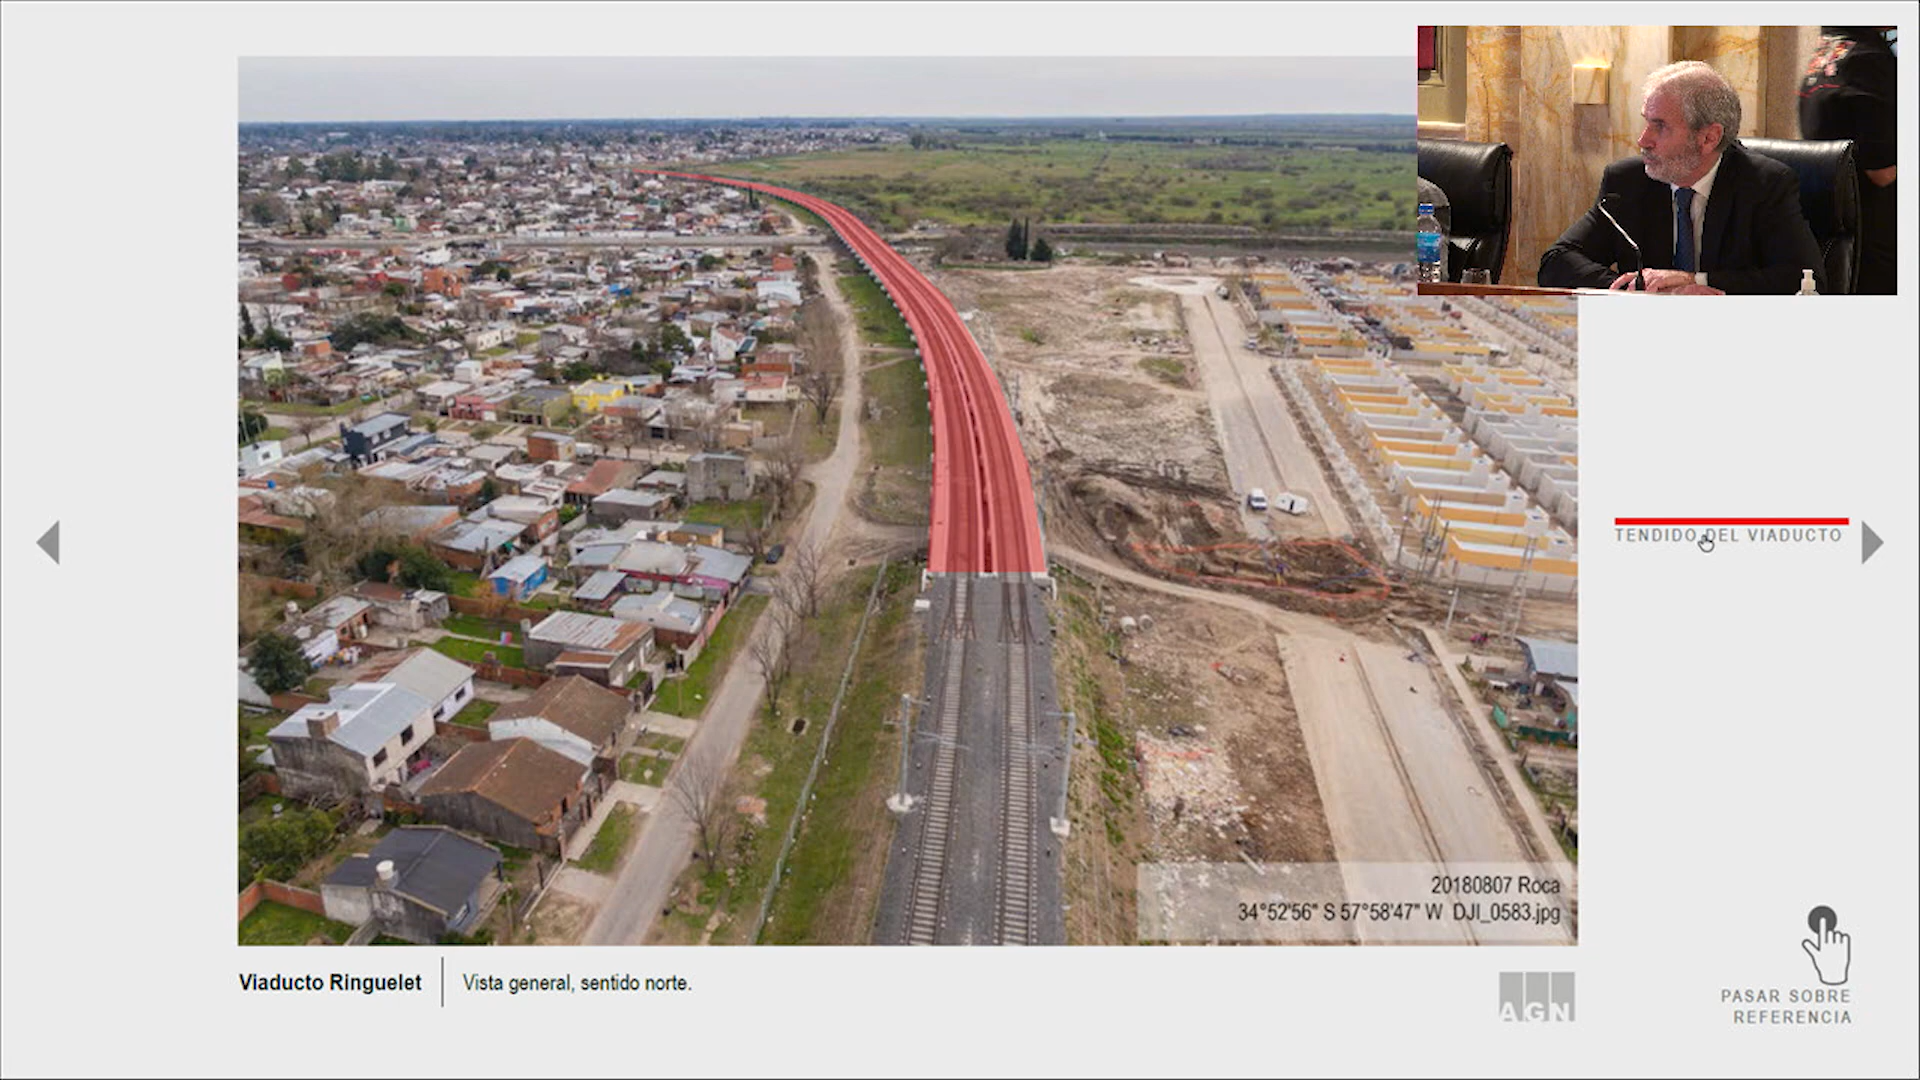 TENDIDO DEL VIADUCTO
20180807 Roca
34°52'56" S 57°58'47" W DJI_0583.jpg
Viaducto Ringuelet
Vista general, sentido norte.
AGN
PASAR SOBRE
REFERENCIA